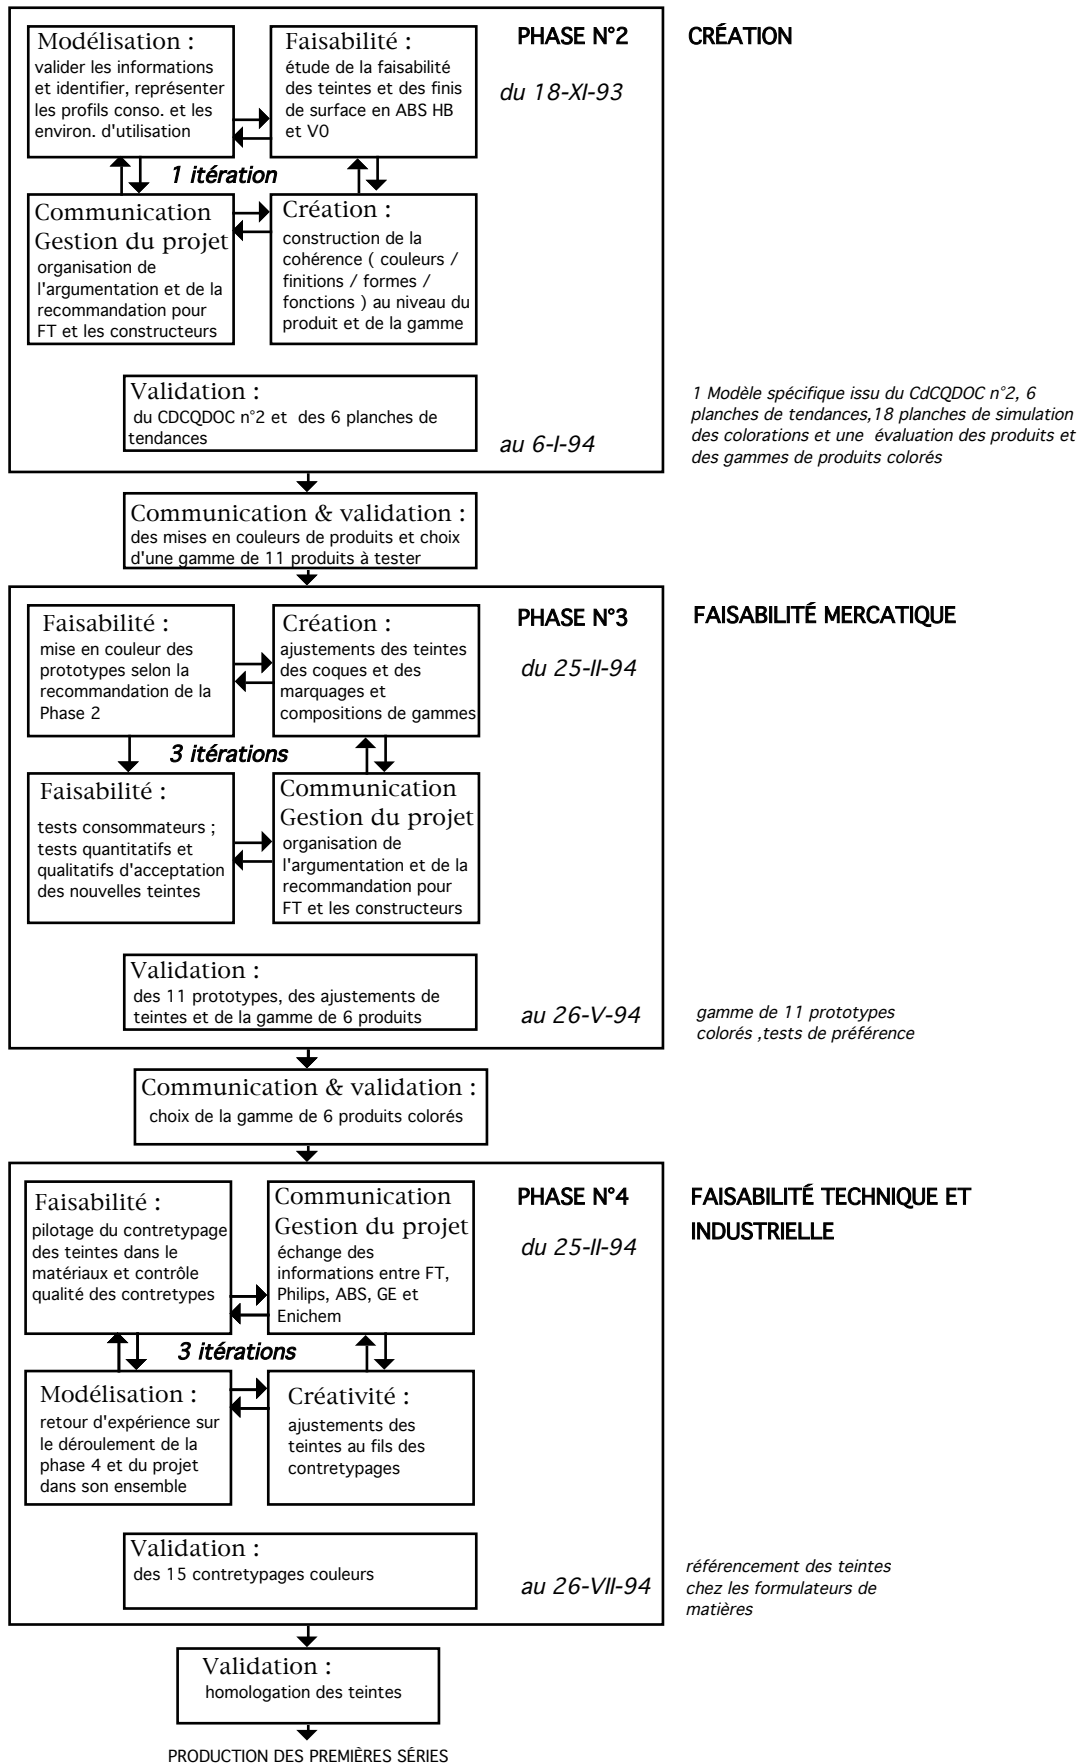 PHASE N°2
CRÉATION
du 18-XI-93
Modélisation :
valider les informations
et identifier, représenter
les profils conso. et les
environ. d'utilisation
Faisabilité :
étude de la faisabilité
des teintes et des finis
de surface en ABS HB
et V0
1 itération
Communication
Gestion du projet
organisation de
l'argumentation et de la
recommandation pour
FT et les constructeurs
Création :
construction de la
cohérence ( couleurs /
finitions / formes /
fonctions ) au niveau du
produit et de la gamme
Validation :
du CDCQDOC n°2 et des 6 planches de
tendances
au 6-I-94
1 Modèle spécifique issu du CdCQDOC n°2, 6
planches de tendances,18 planches de simulation
des colorations et une évaluation des produits et
des gammes de produits colorés
Communication & validation :
des mises en couleurs de produits et choix
d'une gamme de 11 produits à tester
PHASE N°3
FAISABILITÉ MERCATIQUE
du 25-II-94
Faisabilité :
mise en couleur des
prototypes selon la
recommandation de la
Phase 2
Création :
ajustements des teintes
des coques et des
marquages et
compositions de gammes
3 itérations
Faisabilité :
tests consommateurs ;
tests quantitatifs et
qualitatifs d'acceptation
des nouvelles teintes
Communication
Gestion du projet
organisation de
l'argumentation et de la
recommandation pour
FT et les constructeurs
Validation :
des 11 prototypes, des ajustements de
teintes et de la gamme de 6 produits
au 26-V-94
gamme de 11 prototypes
colorés ,tests de préférence
Communication & validation :
choix de la gamme de 6 produits colorés
PHASE N°4
FAISABILITÉ TECHNIQUE ET
INDUSTRIELLE
du 25-II-94
Faisabilité :
pilotage du contretypage
des teintes dans le
matériaux et contrôle
qualité des contretypes
Communication
Gestion du projet
échange des
informations entre FT,
Philips, ABS, GE et
Enichem
3 itérations
Modélisation :
retour d'expérience sur
le déroulement de la
phase 4 et du projet
dans son ensemble
Créativité :
ajustements des
teintes au fils des
contretypages
Validation :
des 15 contretypages couleurs
au 26-VII-94
référencement des teintes
chez les formulateurs de
matières
Validation :
homologation des teintes
PRODUCTION DES PREMIÈRES SÉRIES